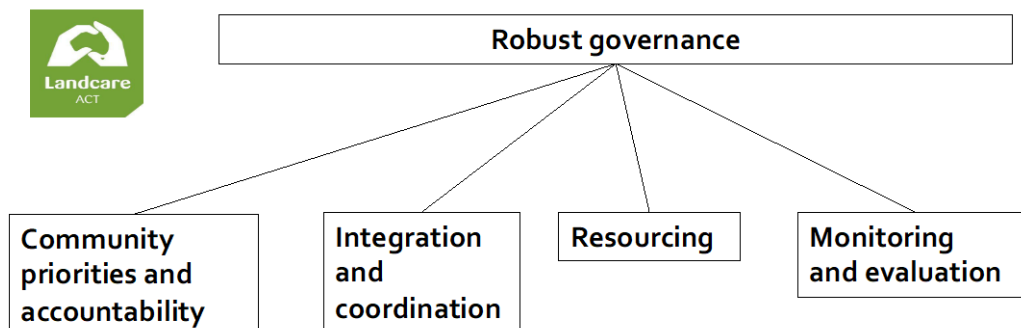 Landcare
ACT
Robust governance
Community
priorities and
accountability
Integration
and
coordination
Resourcing
Monitoring
and evaluation